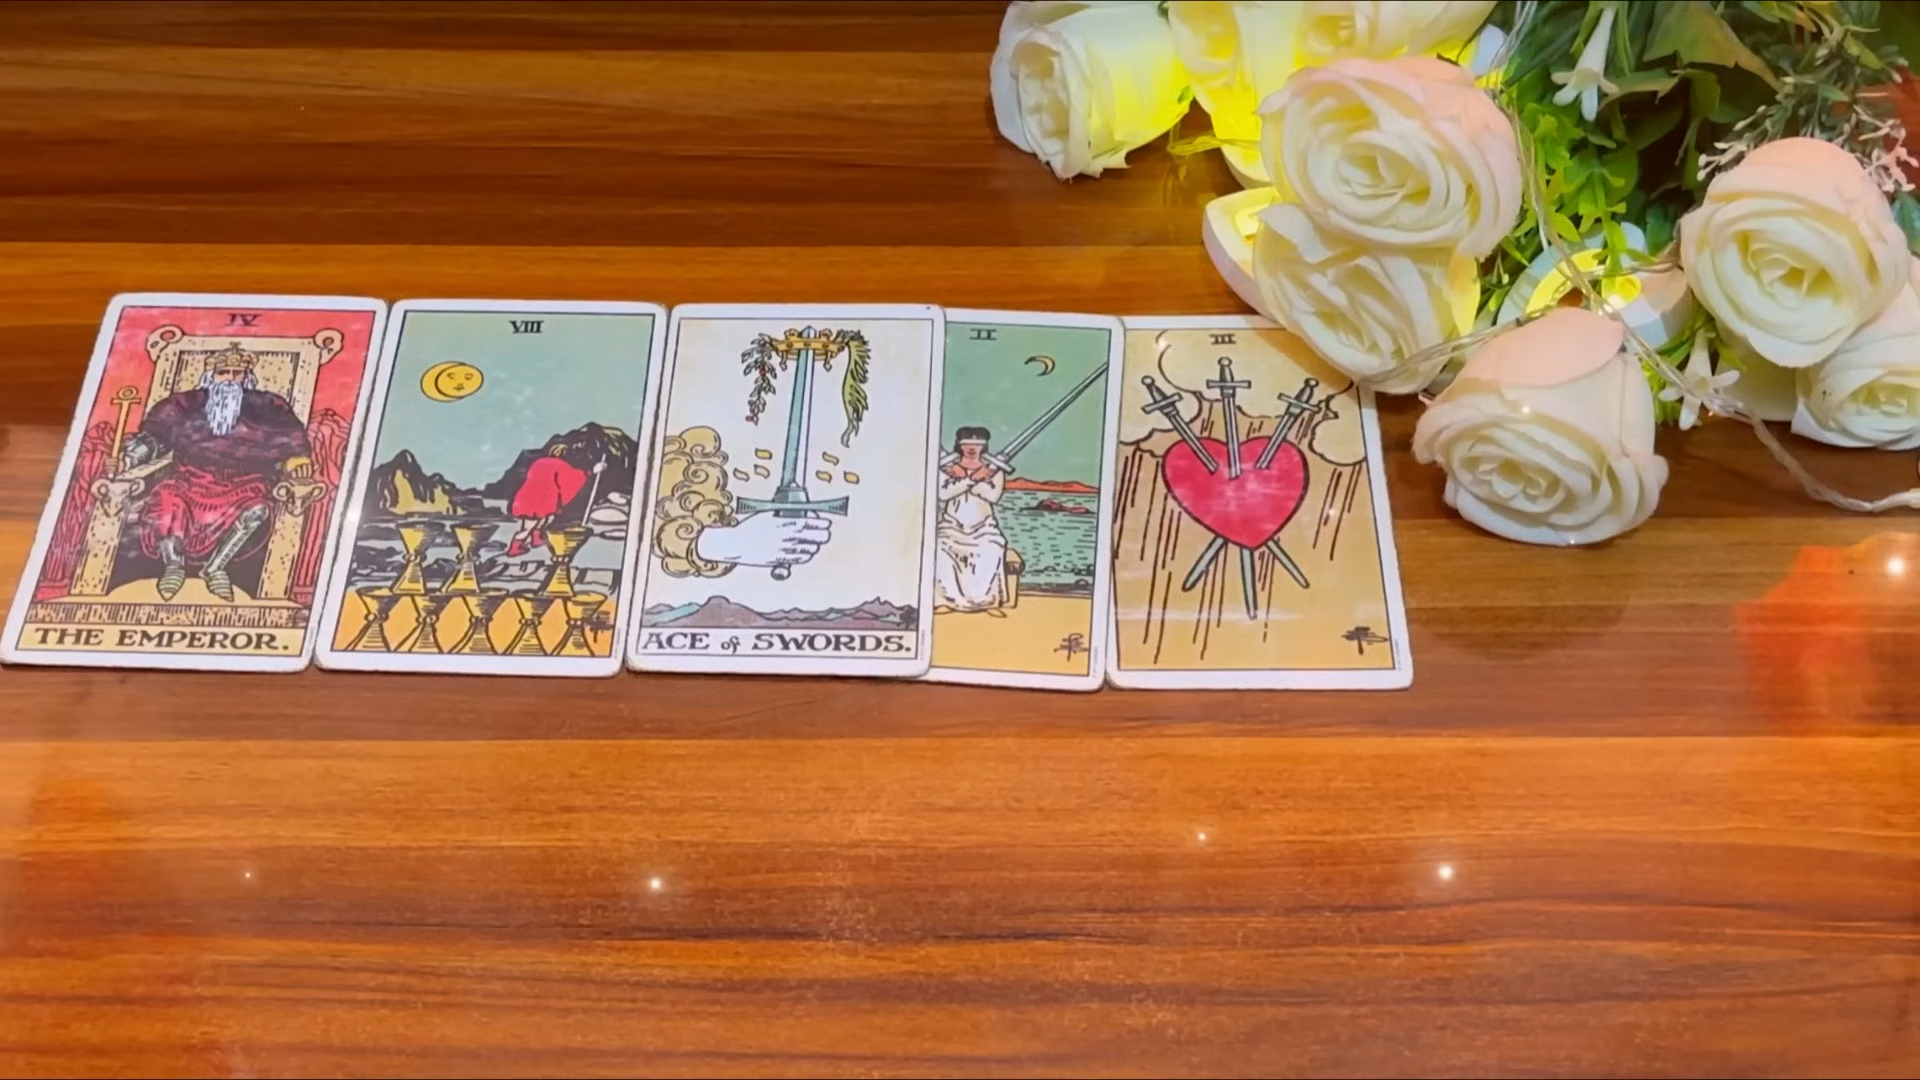 IV
THE EMPEROR.
VIII
ACE of SWORDS.
II
III